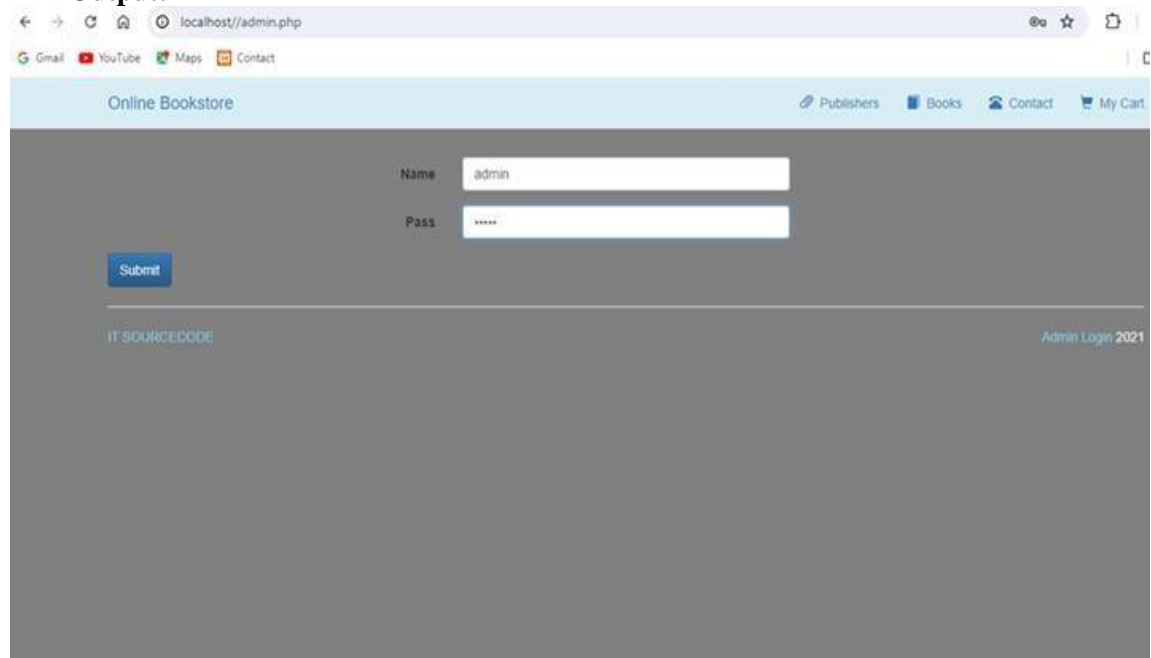 Output:
localhost//admin.php
Gmail YouTube Maps Contact
Online Bookstore Publishers Books Contact My Cart
Name admin
Pass •••••
Submit
IT SOURCECODE Admin Login 2021